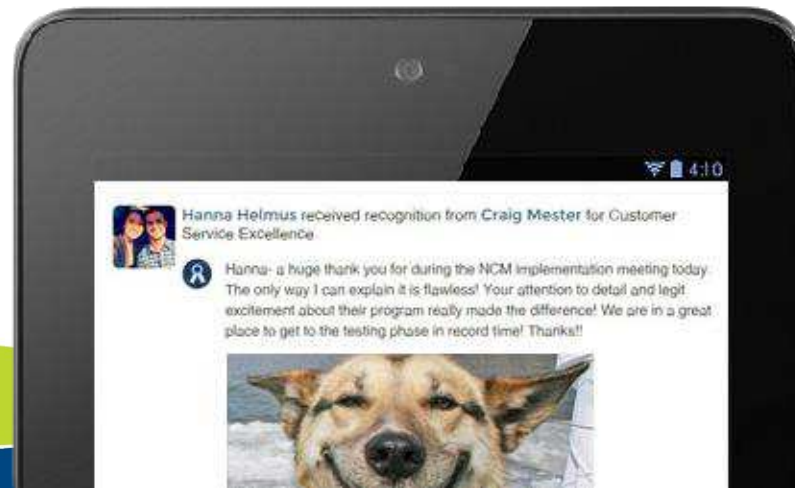 4:10
Hanna Helmus received recognition from Craig Mester for Customer
Service Excellence
Hanna- a huge thank you for during the NCM implementation meeting today.
The only way I can explain it is flawless! Your attention to detail and legit
excitement about their program really made the difference! We are in a great
place to get to the testing phase in record time! Thanks!!